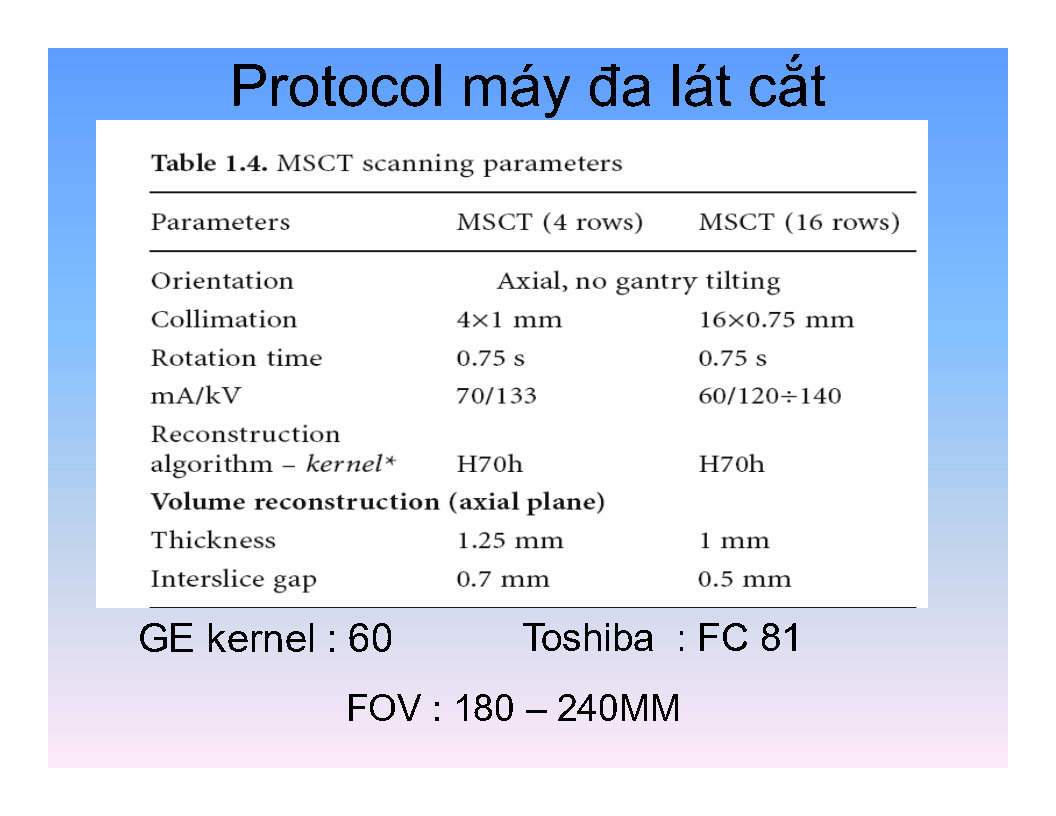 Protocol máy đa lát cắt
Table 1.4. MSCT scanning parameters
Parameters MSCT (4 rows) MSCT (16 rows)
Orientation Axial, no gantry tilting
Collimation 4×1 mm 16×0.75 mm
Rotation time 0.75 s 0.75 s
mA/kV 70/133 60/120÷140
Reconstruction
algorithm – kernel* H70h H70h
Volume reconstruction (axial plane)
Thickness 1.25 mm 1 mm
Interslice gap 0.7 mm 0.5 mm
GE kernel : 60 Toshiba : FC 81
FOV : 180 – 240MM